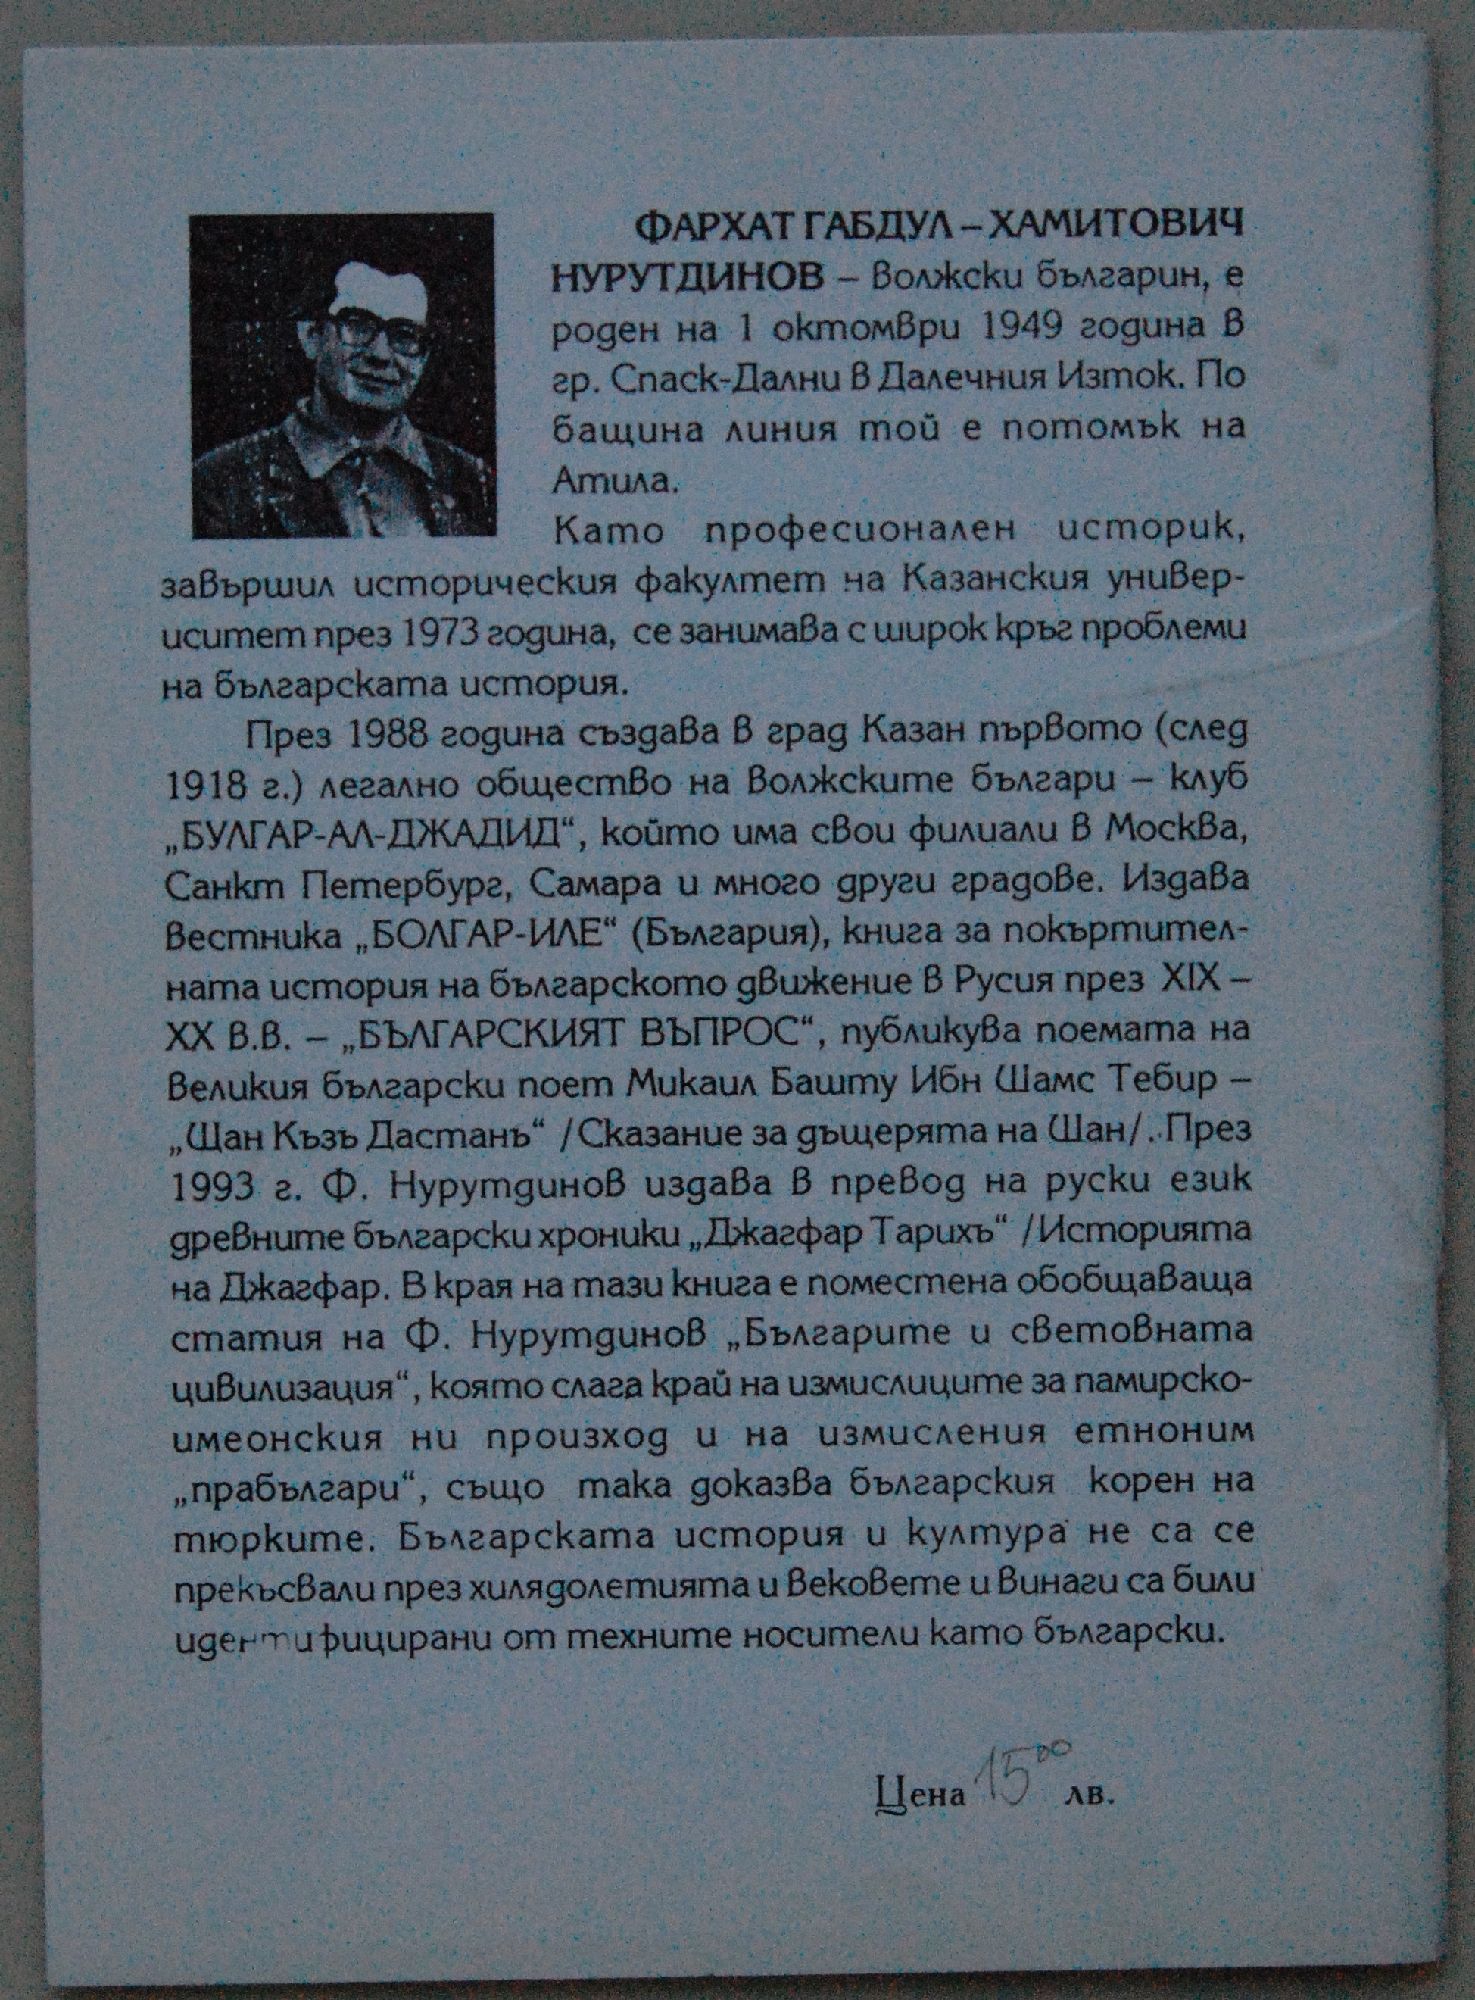 ФАРХАТ ГАБДУЛ – ХАМИТОВИЧ
НУРУТДИНОВ – волжски българин, е
роден на 1 октомври 1949 година в
гр. Спаск-Дални в Далечния Изток. По
бащина линия той е потомък на
Атила.
Като професионален историк,
завършил историческия факултет на Казанския универ-
иситет през 1973 година, се занимава с широк кръг проблеми
на българската история.
През 1988 година създава в град Казан първото (след
1918 г.) легално общество на волжските българи – клуб
„БУЛГАР-АЛ-ДЖАДИД“, който има свои филиали в Москва,
Санкт Петербург, Самара и много други градове. Издава
вестника „БОЛГАР-ИЛЕ“ (България), книга за покъртител-
ната история на българското движение в Русия през XIX –
XX в.в. – „БЪЛГАРСКИЯТ ВЪПРОС“, публикува поемата на
великия български поет Микаил Башту Ибн Шамс Тебир –
„Шан Къзъ Дастанъ“ /Сказание за дъщерята на Шан/. През
1993 г. Ф. Нурутдинов издава в превод на руски език
древните български хроники „Джагфар Тарихъ“ /Историята
на Джагфар. В края на тази книга е поместена обобщаваща
статия на Ф. Нурутдинов „Българите и световната
цивилизация“, която слага край на измислиците за памирско-
имеонския ни произход и на измисления етноним
„прабългари“, също така доказва българския корен на
тюрките. Българската история и култура не са се
прекъсвали през хилядолетията и вековете и винаги са били
идентифицирани от техните носители като български.
Цена 15⁰⁰ лв.